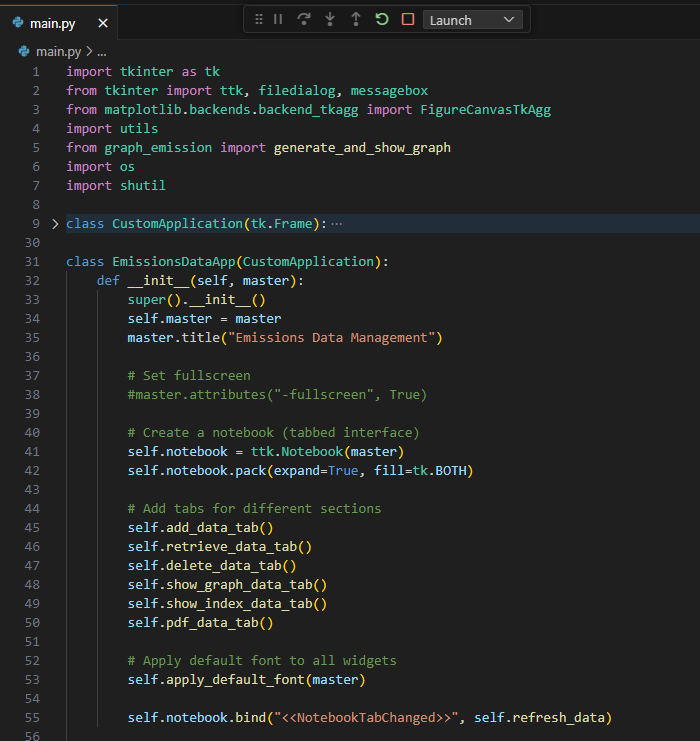 main.py ×
Launch
main.py > ...
1 import tkinter as tk
2 from tkinter import ttk, filedialog, messagebox
3 from matplotlib.backends.backend_tkagg import FigureCanvasTkAgg
4 import utils
5 from graph_emission import generate_and_show_graph
6 import os
7 import shutil
8
9 > class CustomApplication(tk.Frame): ···
30
31 class EmissionsDataApp(CustomApplication):
32     def __init__(self, master):
33         super().__init__()
34         self.master = master
35         master.title("Emissions Data Management")
36
37         # Set fullscreen
38         #master.attributes("-fullscreen", True)
39
40         # Create a notebook (tabbed interface)
41         self.notebook = ttk.Notebook(master)
42         self.notebook.pack(expand=True, fill=tk.BOTH)
43
44         # Add tabs for different sections
45         self.add_data_tab()
46         self.retrieve_data_tab()
47         self.delete_data_tab()
48         self.show_graph_data_tab()
49         self.show_index_data_tab()
50         self.pdf_data_tab()
51
52         # Apply default font to all widgets
53         self.apply_default_font(master)
54
55         self.notebook.bind("<<NotebookTabChanged>>", self.refresh_data)
56